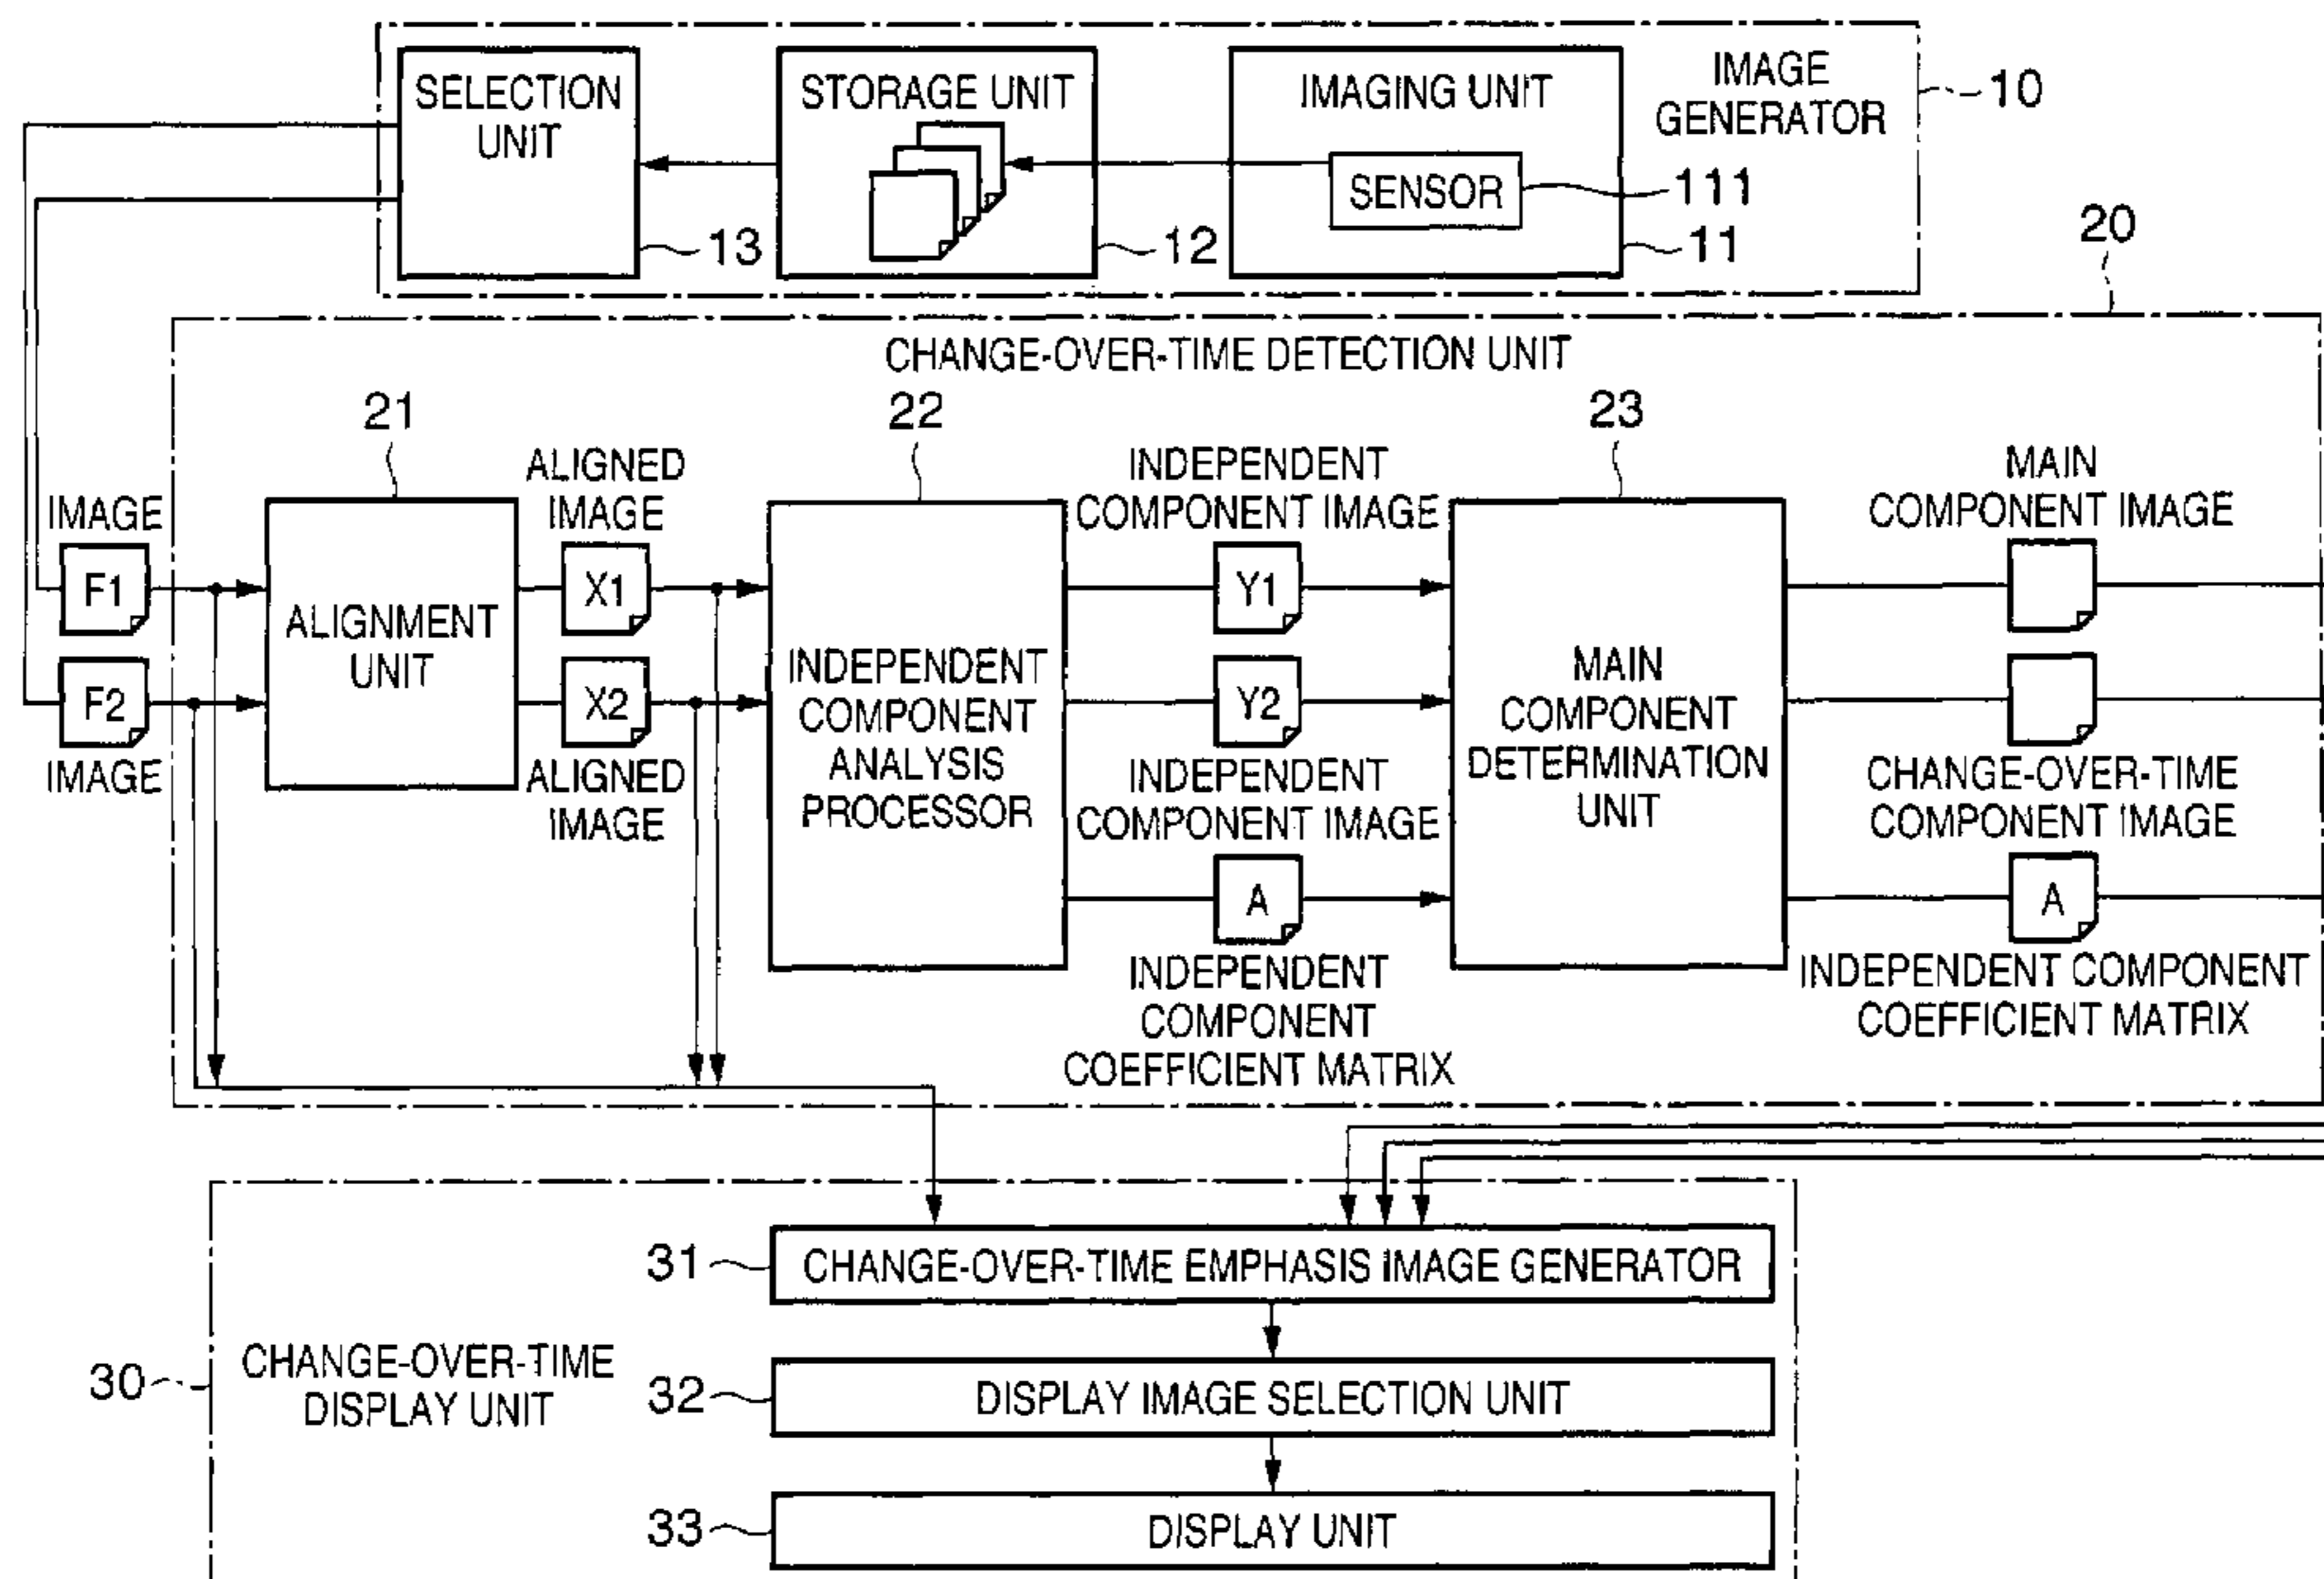 SELECTION
UNIT
13
STORAGE UNIT
12
IMAGING UNIT
SENSOR
111
11
IMAGE
GENERATOR
10
20
CHANGE-OVER-TIME DETECTION UNIT
21
22
23
IMAGE
F1
F2
IMAGE
ALIGNMENT
UNIT
ALIGNED
IMAGE
X1
X2
ALIGNED
IMAGE
INDEPENDENT
COMPONENT
ANALYSIS
PROCESSOR
INDEPENDENT
COMPONENT IMAGE
Y1
Y2
INDEPENDENT
COMPONENT IMAGE
A
INDEPENDENT
COMPONENT
COEFFICIENT MATRIX
MAIN
COMPONENT
DETERMINATION
UNIT
MAIN
COMPONENT IMAGE
CHANGE-OVER-TIME
COMPONENT IMAGE
A
INDEPENDENT COMPONENT
COEFFICIENT MATRIX
30
CHANGE-OVER-TIME
DISPLAY UNIT
31
CHANGE-OVER-TIME EMPHASIS IMAGE GENERATOR
32
DISPLAY IMAGE SELECTION UNIT
33
DISPLAY UNIT